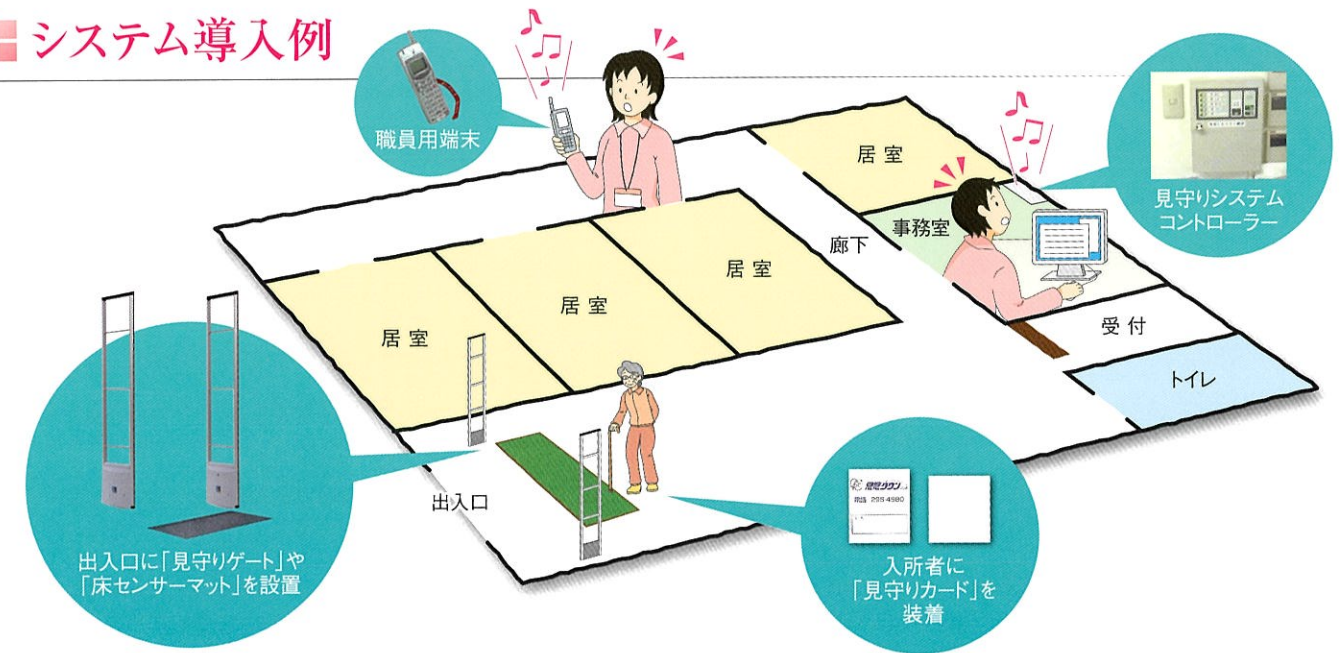 システム導入例
職員用端末
居室
見守りシステム
コントローラー
事務室
廊下
居室
居室
居室
受付
トイレ
出入口
出入口に「見守りゲート」や
「床センサーマット」を設置
電話 295-4980
入所者に
「見守りカード」を
装着